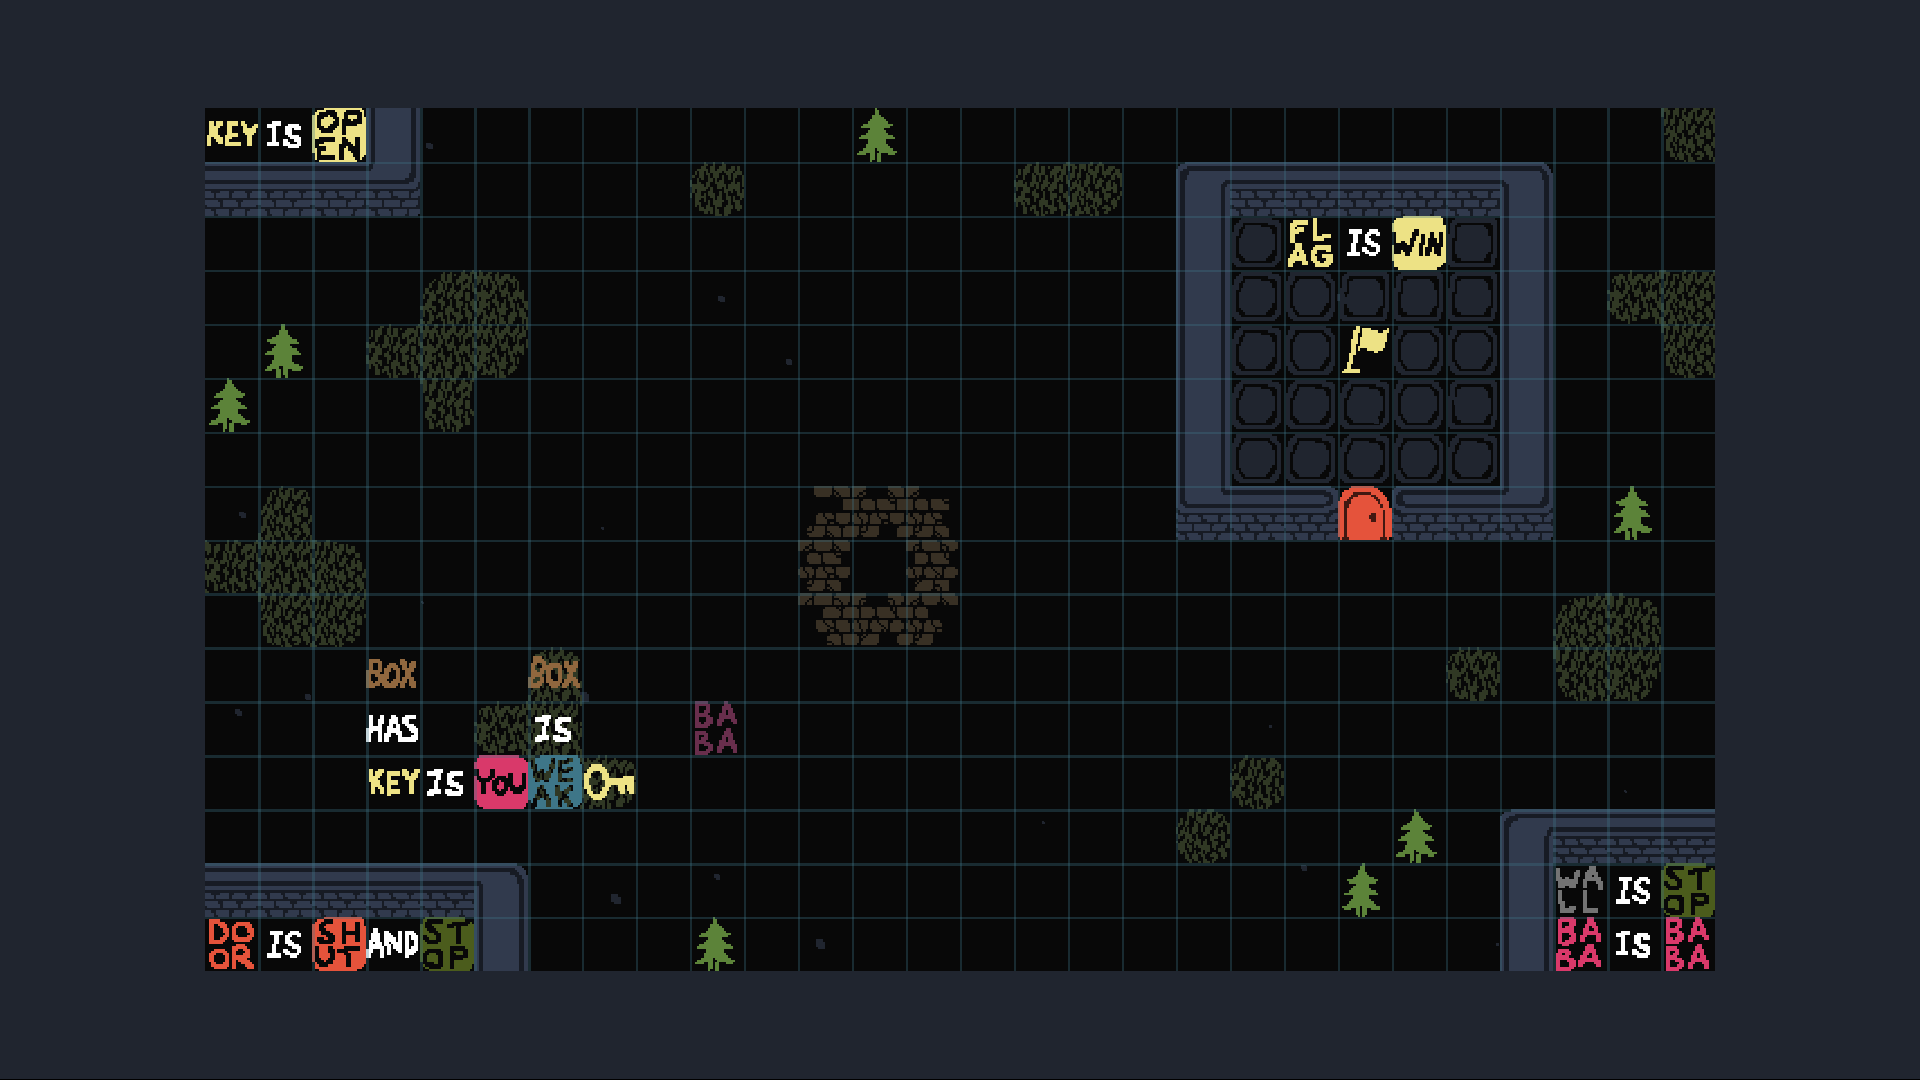 KEY IS OPEN
FLAG IS WIN
BOX BOX
HAS IS BABA
KEY IS YOU WEAK
WALL IS STOP
DOOR IS SHUT AND STOP BABA IS BABA